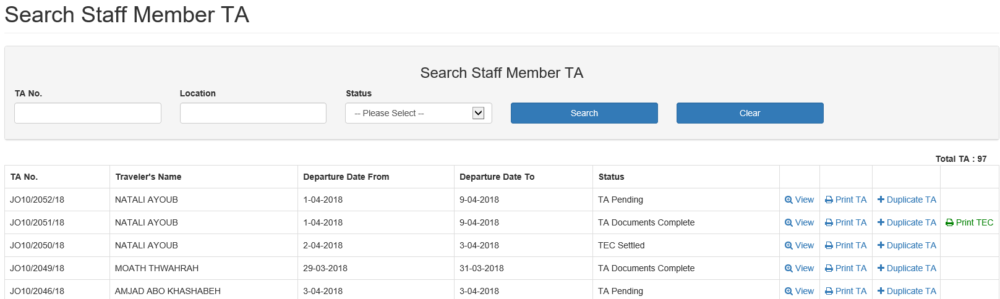 Search Staff Member TA
Search Staff Member TA
TA No. Location Status
-- Please Select -- Search Clear
Total TA : 97
TA No. Traveler's Name Departure Date From Departure Date To Status
JO10/2052/18 NATALI AYOUB 1-04-2018 9-04-2018 TA Pending View Print TA Duplicate TA
JO10/2051/18 NATALI AYOUB 1-04-2018 9-04-2018 TA Documents Complete View Print TA Duplicate TA Print TEC
JO10/2050/18 NATALI AYOUB 2-04-2018 3-04-2018 TEC Settled View Print TA Duplicate TA
JO10/2049/18 MOATH THWAHRAH 29-03-2018 31-03-2018 TA Documents Complete View Print TA Duplicate TA
JO10/2046/18 AMJAD ABO KHASHABEH 3-04-2018 3-04-2018 TA Pending View Print TA Duplicate TA